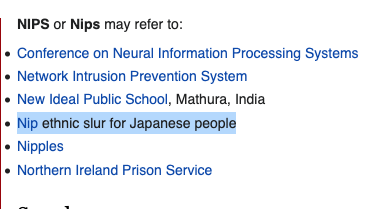 NIPS or Nips may refer to:
Conference on Neural Information Processing Systems
Network Intrusion Prevention System
New Ideal Public School, Mathura, India
Nip ethnic slur for Japanese people
Nipples
Northern Ireland Prison Service